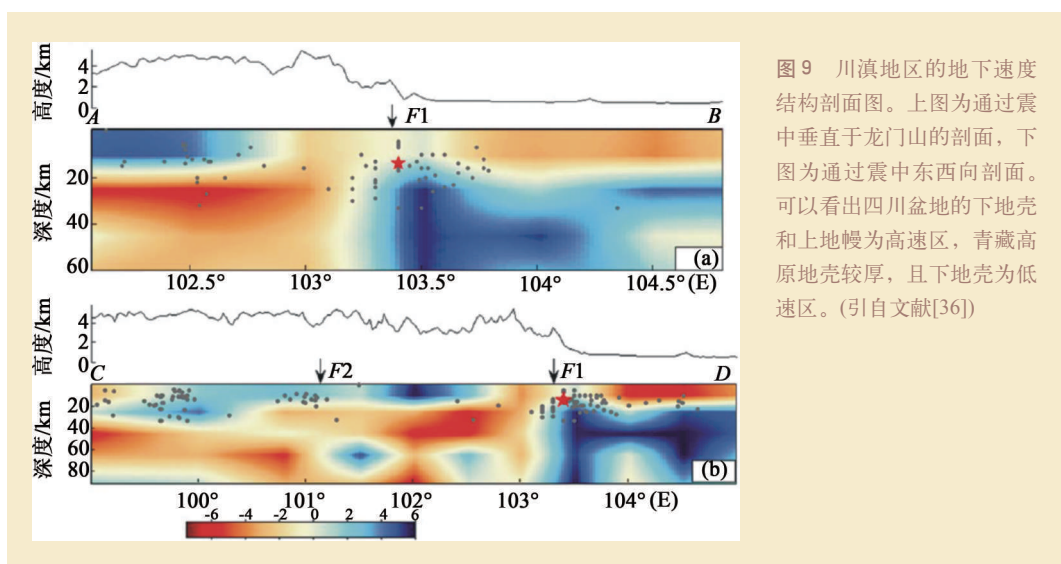 高度/km
4
2
0
A
F1
B
深度/km
20
40
60
(a)
102.5°
103°
103.5°
104°
104.5°(E)
高度/km
4
2
0
C
F2
F1
D
深度/km
20
40
60
80
(b)
100°
101°
102°
103°
104° (E)
-6 -4 -2 0 2 4 6
图9 川滇地区的地下速度
结构剖面图。上图为通过震
中垂直于龙门山的剖面，下
图为通过震中东西向剖面。
可以看出四川盆地的下地壳
和上地幔为高速区，青藏高
原地壳较厚，且下地壳为低
速区。(引自文献[36])